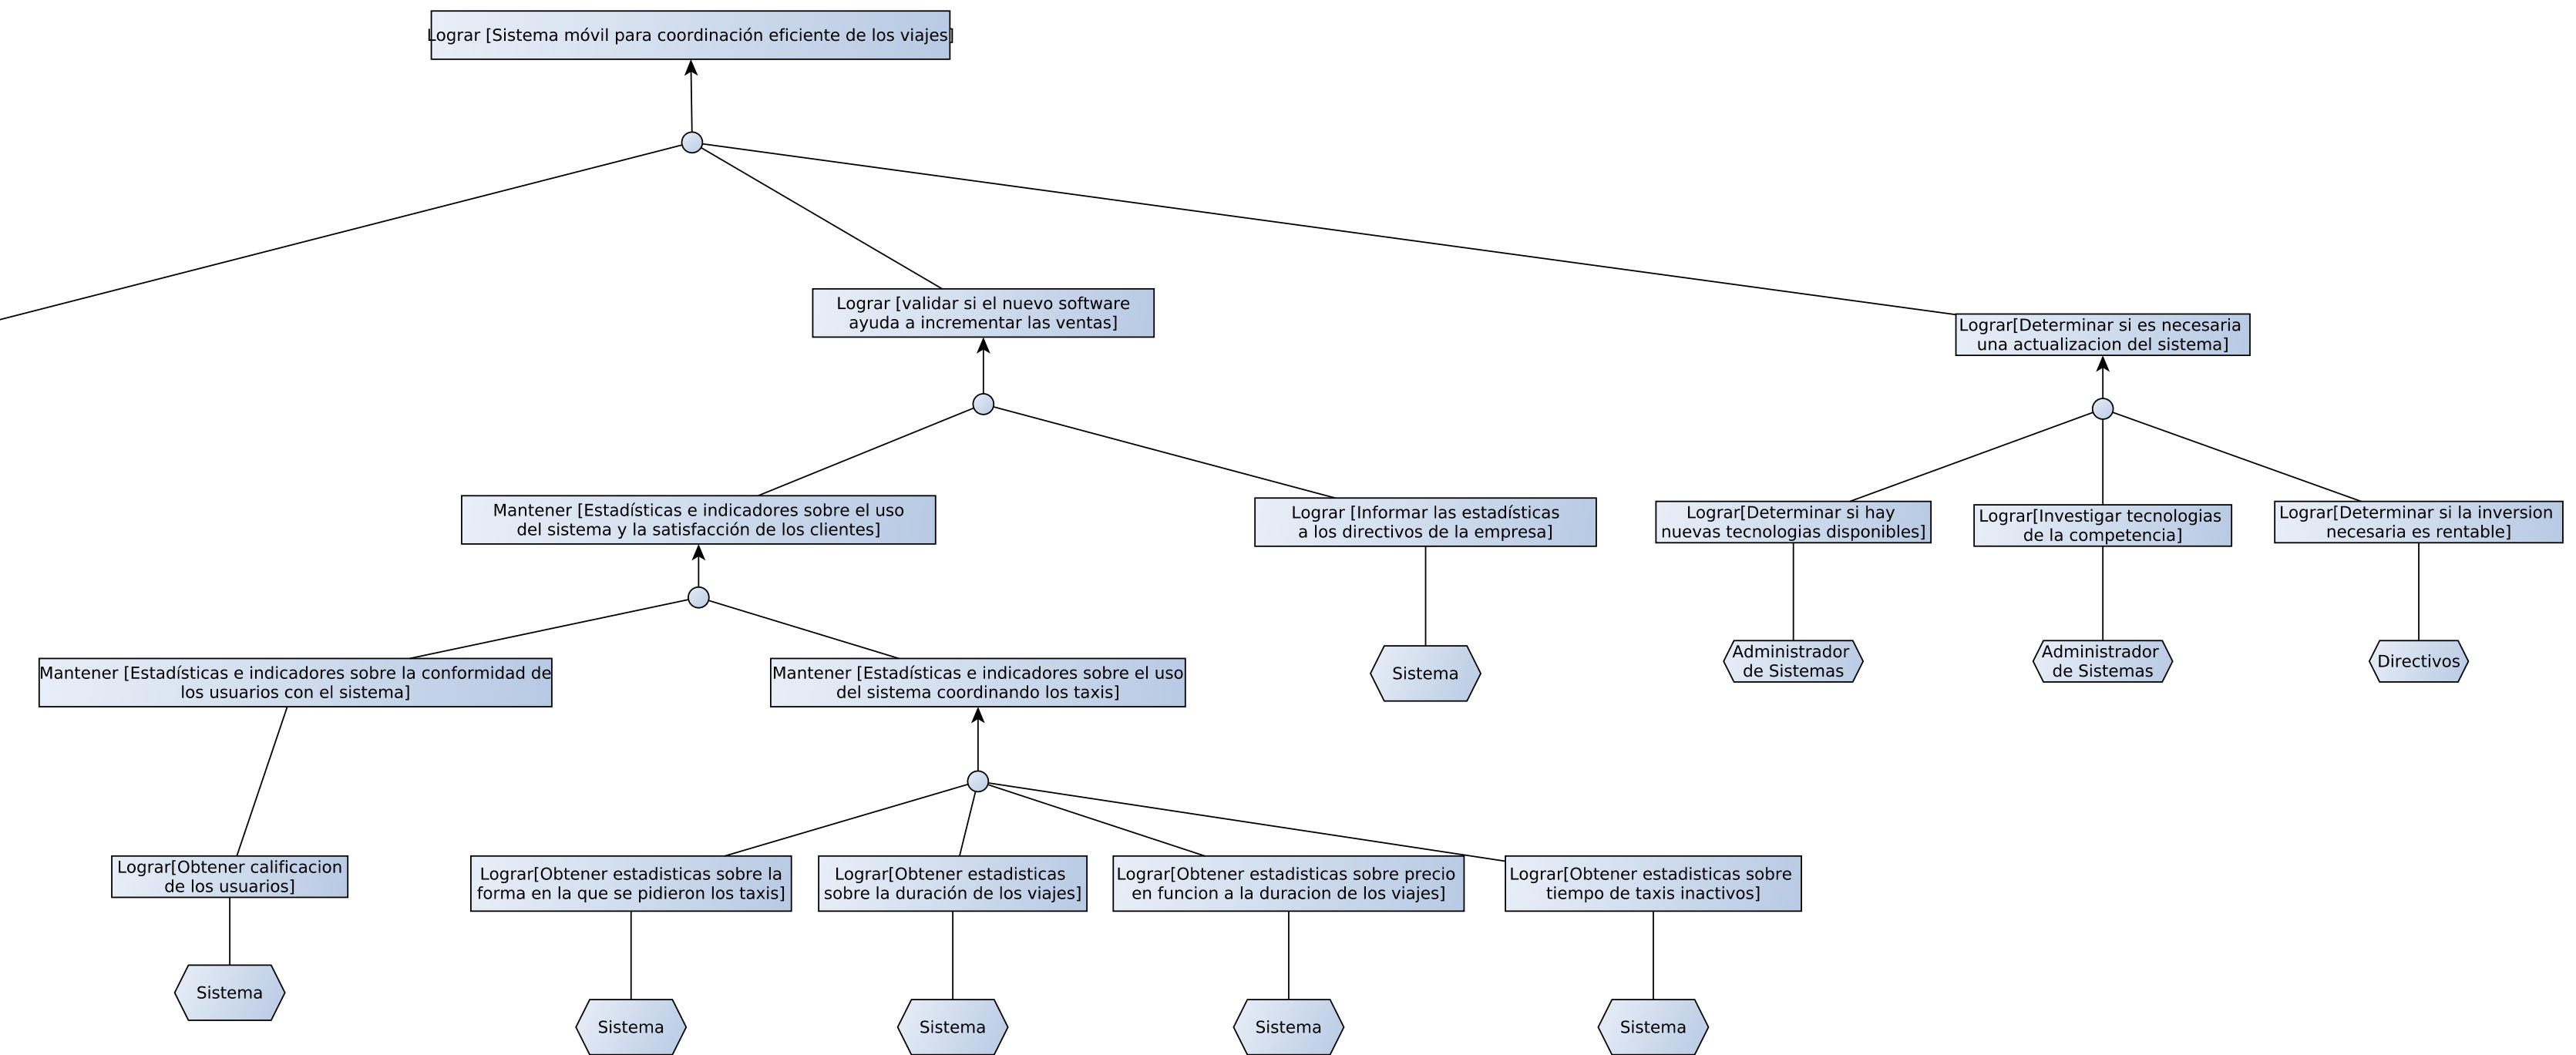 Lograr [Sistema móvil para coordinación eficiente de los viajes]
Lograr [validar si el nuevo software
ayuda a incrementar las ventas]
Lograr[Determinar si es necesaria
una actualizacion del sistema]
Mantener [Estadísticas e indicadores sobre el uso
del sistema y la satisfacción de los clientes]
Lograr [Informar las estadísticas
a los directivos de la empresa]
Lograr[Determinar si hay
nuevas tecnologias disponibles]
Lograr[Investigar tecnologias
de la competencia]
Lograr[Determinar si la inversion
necesaria es rentable]
Mantener [Estadísticas e indicadores sobre la conformidad de
los usuarios con el sistema]
Mantener [Estadísticas e indicadores sobre el uso
del sistema coordinando los taxis]
Sistema
Administrador
de Sistemas
Administrador
de Sistemas
Directivos
Lograr[Obtener calificacion
de los usuarios]
Lograr[Obtener estadisticas sobre la
forma en la que se pidieron los taxis]
Lograr[Obtener estadisticas
sobre la duración de los viajes]
Lograr[Obtener estadisticas sobre precio
en funcion a la duracion de los viajes]
Lograr[Obtener estadisticas sobre
tiempo de taxis inactivos]
Sistema
Sistema
Sistema
Sistema
Sistema